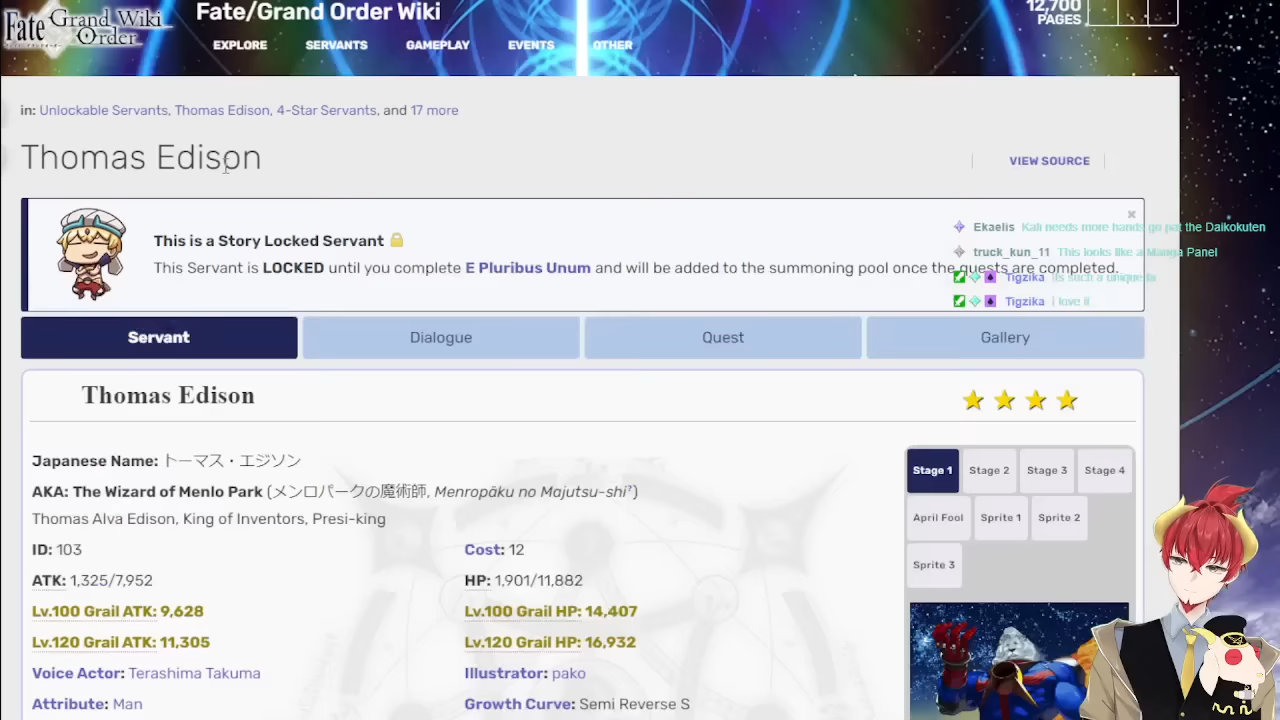 Fate/Grand Order Wiki
Fate/Grand Order Wiki
12,700
PAGES
EXPLORE SERVANTS GAMEPLAY EVENTS OTHER
in: Unlockable Servants, Thomas Edison, 4-Star Servants, and 17 more
Thomas Edison
VIEW SOURCE
This is a Story Locked Servant
This Servant is LOCKED until you complete E Pluribus Unum and will be added to the summoning pool once the quests are completed.
Ekaelis Kali needs more hands go pat the Daikokuten
truck_kun_11 This looks like a Manga Panel
Tigzika Its such a unique
Tigzika I love it
Servant Dialogue Quest Gallery
Thomas Edison
Japanese Name: トーマス・エジソン
AKA: The Wizard of Menlo Park (メンロパークの魔術師, Menropāku no Majutsu-shi?)
Thomas Alva Edison, King of Inventors, Presi-king
ID: 103 Cost: 12
ATK: 1,325/7,952 HP: 1,901/11,882
Lv.100 Grail ATK: 9,628 Lv.100 Grail HP: 14,407
Lv.120 Grail ATK: 11,305 Lv.120 Grail HP: 16,932
Voice Actor: Terashima Takuma Illustrator: pako
Attribute: Man Growth Curve: Semi Reverse S
Stage 1 Stage 2 Stage 3 Stage 4
April Fool Sprite 1 Sprite 2
Sprite 3